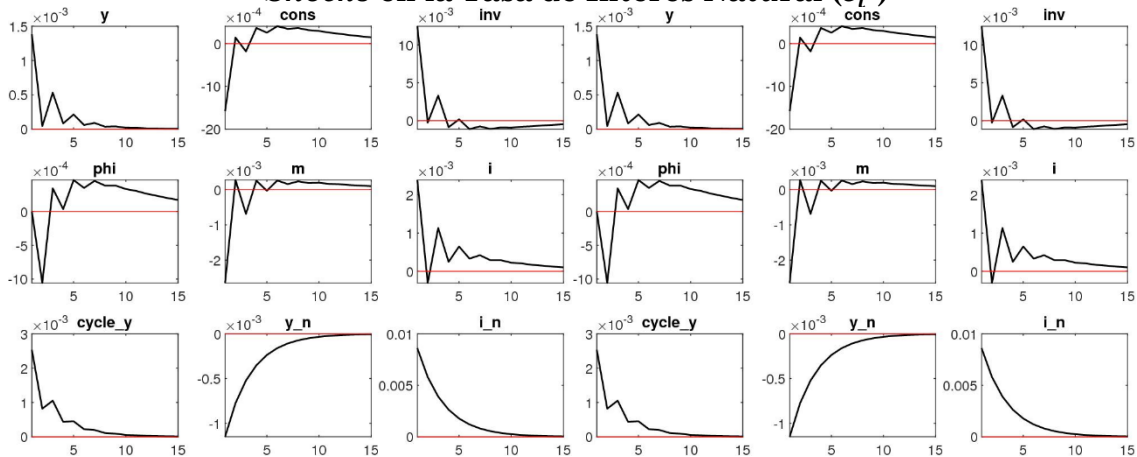 en la Tasa de Interés Natural
y cons inv y cons inv
×10⁻³ ×10⁻⁴ ×10⁻³ ×10⁻³ ×10⁻⁴ ×10⁻³
1.5 0 10 1.5 0 10
1 -10 5 1 -10 5
0.5 -20 0 0.5 -20 0
0 0
5 10 15 5 10 15 5 10 15 5 10 15 5 10 15 5 10 15
phi m i phi m i
×10⁻⁴ ×10⁻³ ×10⁻³ ×10⁻⁴ ×10⁻³ ×10⁻³
0 0 2 0 0 2
-5 -1 1 -5 -1 1
-10 -2 0 -10 -2 0
5 10 15 5 10 15 5 10 15 5 10 15 5 10 15 5 10 15
cycle_y y_n i_n cycle_y y_n i_n
×10⁻³ ×10⁻³ ×10⁻³ ×10⁻³
3 0 0.01 3 0 0.01
2 -0.5 0.005 2 -0.5 0.005
1 -1 0 1 -1 0
0 0
5 10 15 5 10 15 5 10 15 5 10 15 5 10 15 5 10 15